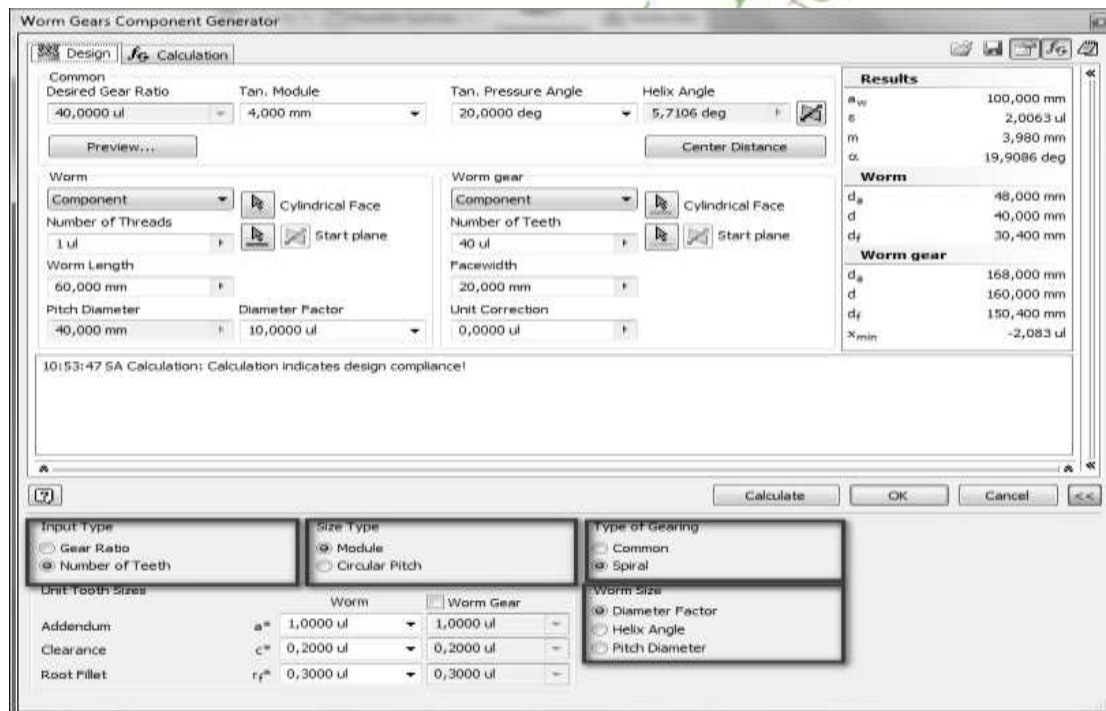 Worm Gears Component Generator
Design
Calculation
Common
Desired Gear Ratio
Tan. Module
Tan. Pressure Angle
Helix Angle
40,0000 ul
4,000 mm
20,0000 deg
5,7106 deg
Preview...
Center Distance
Worm
Component
Cylindrical Face
Number of Threads
Start plane
1 ul
Worm Length
60,000 mm
Pitch Diameter
Diameter Factor
40,000 mm
10,0000 ul
Worm gear
Component
Cylindrical Face
Number of Teeth
Start plane
40 ul
Facewidth
20,000 mm
Unit Correction
0,0000 ul
Results
aw 100,000 mm
ε 2,0063 ul
m 3,980 mm
α 19,9086 deg
Worm
da 48,000 mm
d 40,000 mm
df 30,400 mm
Worm gear
da 168,000 mm
d 160,000 mm
df 150,400 mm
xmin -2,083 ul
10:53:47 SA Calculation: Calculation indicates design compliance!
Calculate
OK
Cancel
<<
Input Type
Gear Ratio
Number of Teeth
Size Type
Module
Circular Pitch
Type of Gearing
Common
Spiral
Unit Tooth Sizes
Worm
Worm Gear
Addendum a* 1,0000 ul 1,0000 ul
Clearance c* 0,2000 ul 0,2000 ul
Root Fillet rf* 0,3000 ul 0,3000 ul
Worm Size
Diameter Factor
Helix Angle
Pitch Diameter